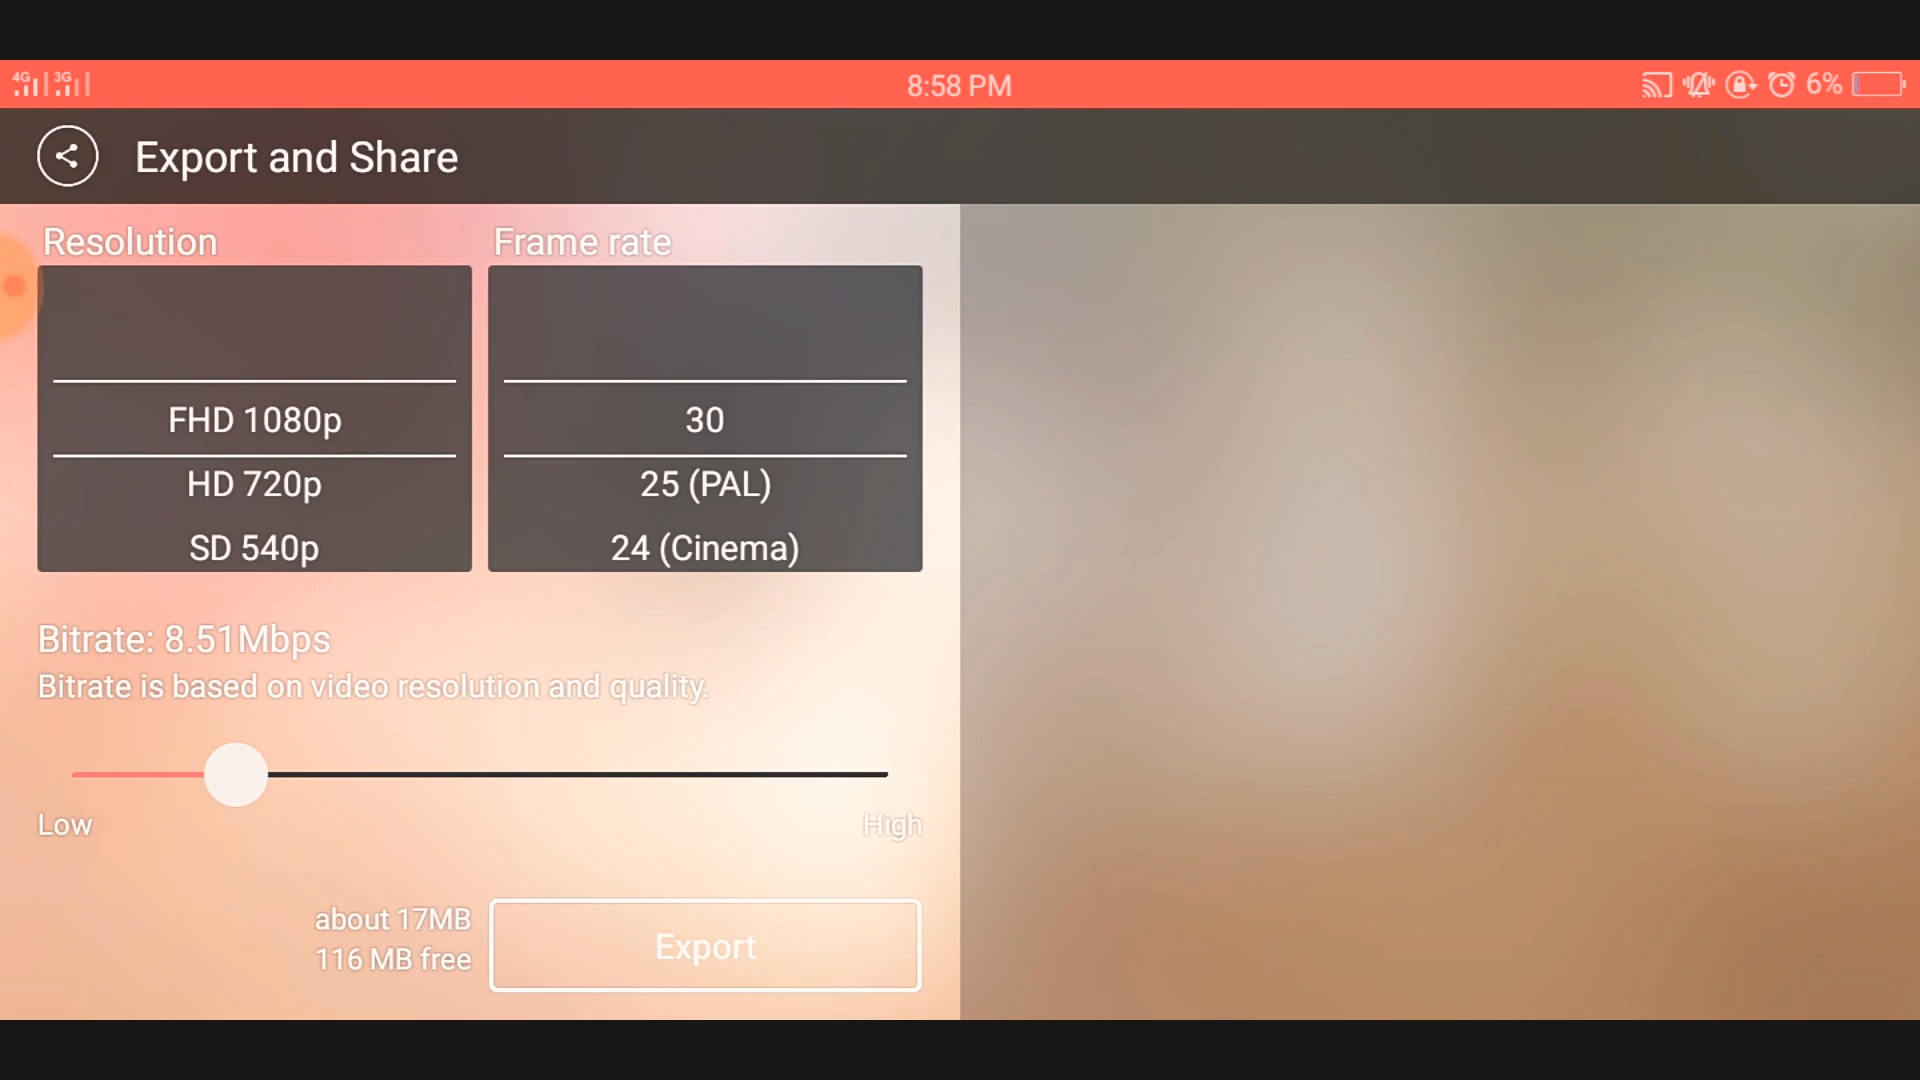 4G 3G 8:58 PM 6%
Export and Share
Resolution
Frame rate
FHD 1080p
HD 720p
SD 540p
30
25 (PAL)
24 (Cinema)
Bitrate: 8.51Mbps
Bitrate is based on video resolution and quality.
Low High
about 17MB
116 MB free
Export